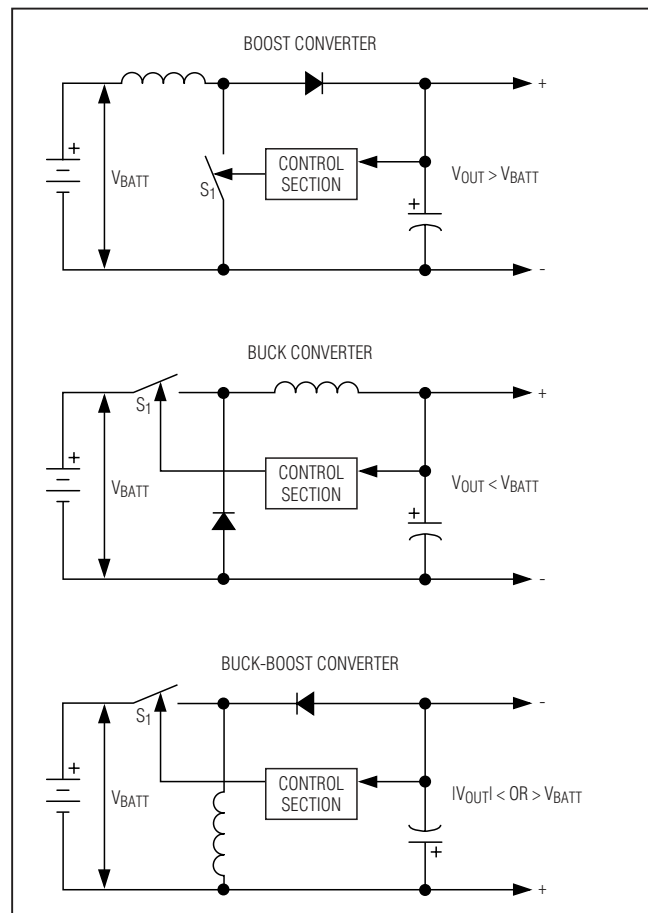 BOOST CONVERTER
+
+
VBATT
S1
CONTROL
SECTION
VOUT > VBATT
+
-
BUCK CONVERTER
+
S1
+
VBATT
CONTROL
SECTION
VOUT < VBATT
+
-
BUCK-BOOST CONVERTER
-
S1
+
VBATT
CONTROL
SECTION
|VOUT| < OR > VBATT
+
+